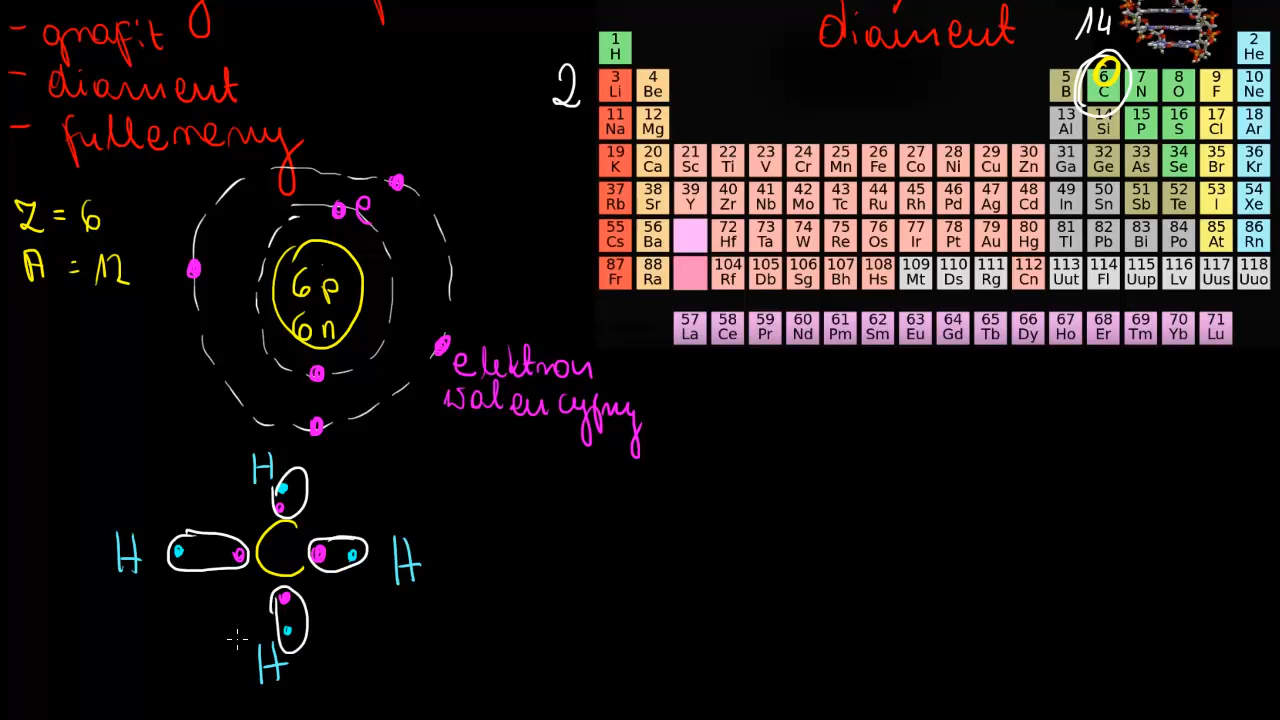 - grafit
- diament
- fullereny
diament
14
2
Z = 6
A = 12
e
6 p
6 n
elektron
walencyjny
H
H C H
H
1 2
H He
3 4 5 6 7 8 9 10
Li Be B C N O F Ne
11 12 13 14 15 16 17 18
Na Mg Al Si P S Cl Ar
19 20 21 22 23 24 25 26 27 28 29 30 31 32 33 34 35 36
K Ca Sc Ti V Cr Mn Fe Co Ni Cu Zn Ga Ge As Se Br Kr
37 38 39 40 41 42 43 44 45 46 47 48 49 50 51 52 53 54
Rb Sr Y Zr Nb Mo Tc Ru Rh Pd Ag Cd In Sn Sb Te I Xe
55 56 72 73 74 75 76 77 78 79 80 81 82 83 84 85 86
Cs Ba Hf Ta W Re Os Ir Pt Au Hg Tl Pb Bi Po At Rn
87 88 104 105 106 107 108 109 110 111 112 113 114 115 116 117 118
Fr Ra Rf Db Sg Bh Hs Mt Ds Rg Cn Uut Fl Uup Lv Uus Uuo
57 58 59 60 61 62 63 64 65 66 67 68 69 70 71
La Ce Pr Nd Pm Sm Eu Gd Tb Dy Ho Er Tm Yb Lu